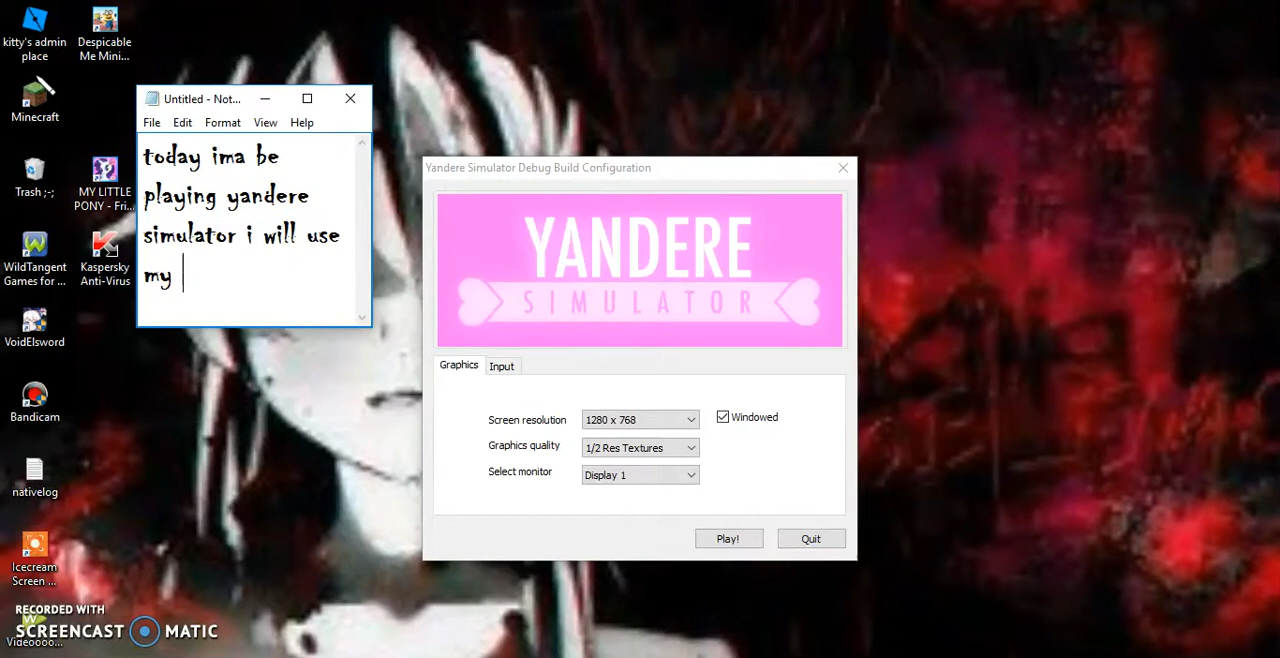 kitty's admin
place
Despicable
Me Mini...
Minecraft
Trash ;-;
MY LITTLE
PONY - Fri...
WildTangent
Games for ...
Kaspersky
Anti-Virus
VoidElsword
Bandicam
nativelog
Icecream
Screen ...
Videoooo...
RECORDED WITH
SCREENCAST MATIC
Untitled - Not...
File Edit Format View Help
today ima be
playing yandere
simulator i will use
my
Yandere Simulator Debug Build Configuration
YANDERE
SIMULATOR
Graphics Input
Screen resolution 1280 x 768 Windowed
Graphics quality 1/2 Res Textures
Select monitor Display 1
Play! Quit